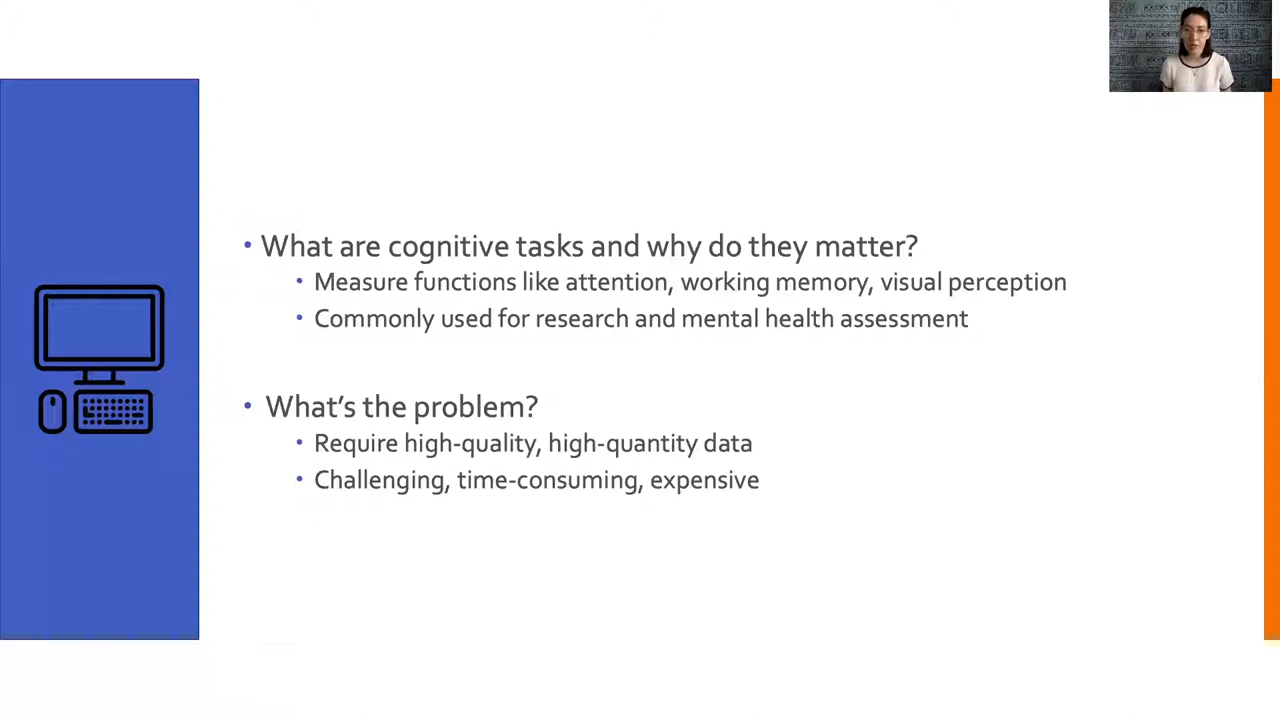 • What are cognitive tasks and why do they matter?
• Measure functions like attention, working memory, visual perception
• Commonly used for research and mental health assessment
• What's the problem?
• Require high-quality, high-quantity data
• Challenging, time-consuming, expensive